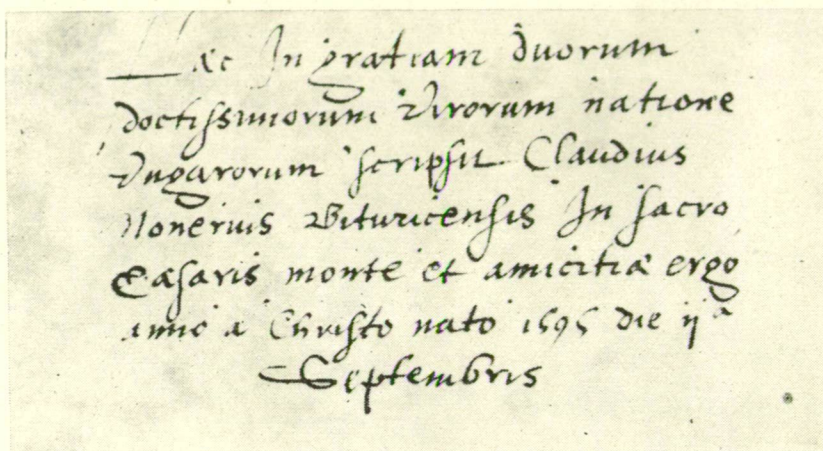 Hæc In gratiam duorum
doctissimorum virorum natione
Vngarorum scripsit Claudius
Nonerius Bituricensis In sacro
Cæsaris monte et amicitiæ ergo
anno a Christo nato 1595 die ij a
Septembris